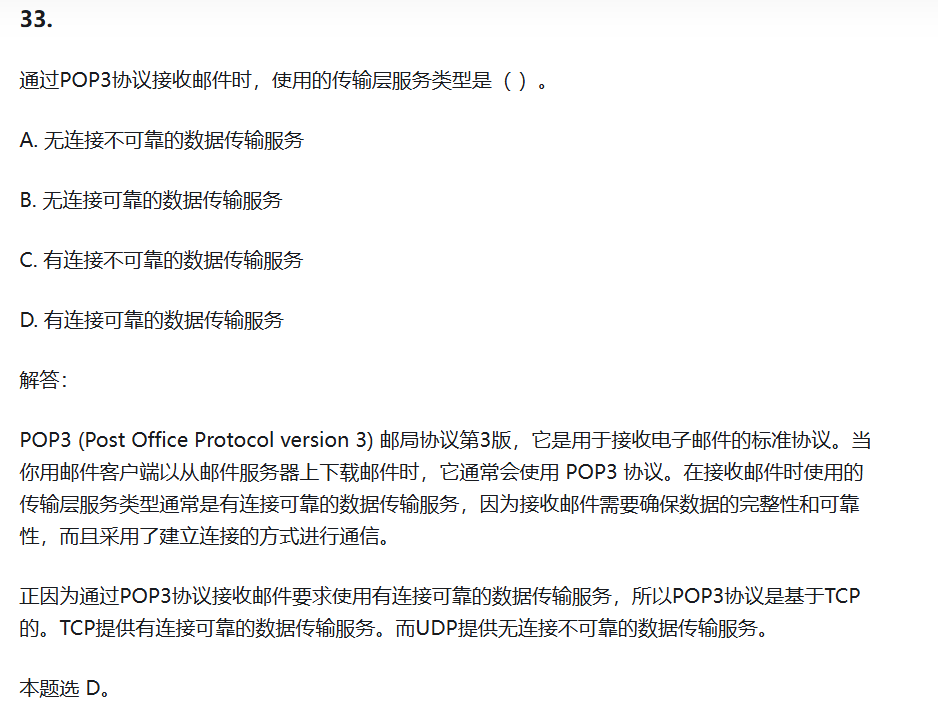 33.
通过POP3协议接收邮件时，使用的传输层服务类型是（ ）。
A. 无连接不可靠的数据传输服务
B. 无连接可靠的数据传输服务
C. 有连接不可靠的数据传输服务
D. 有连接可靠的数据传输服务
解答：
POP3 (Post Office Protocol version 3) 邮局协议第3版，它是用于接收电子邮件的标准协议。当
你用邮件客户端以从邮件服务器上下载邮件时，它通常会使用 POP3 协议。在接收邮件时使用的
传输层服务类型通常是有连接可靠的数据传输服务，因为接收邮件需要确保数据的完整性和可靠
性，而且采用了建立连接的方式进行通信。
正因为通过POP3协议接收邮件要求使用有连接可靠的数据传输服务，所以POP3协议是基于TCP
的。TCP提供有连接可靠的数据传输服务。而UDP提供无连接不可靠的数据传输服务。
本题选 D。